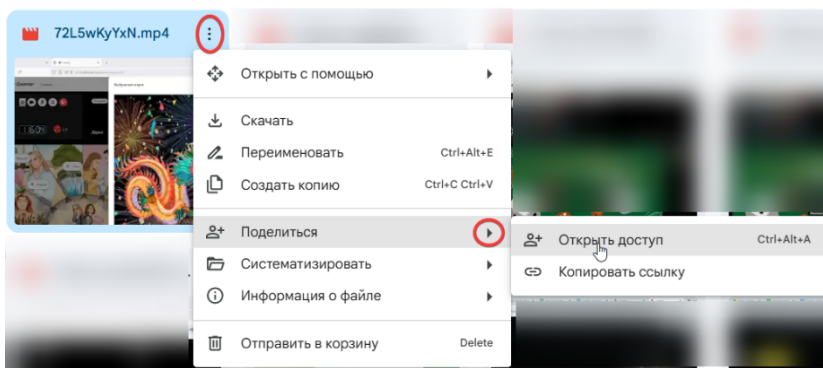 72L5wKyYxN.mp4
Открыть с помощью
Скачать
Переименовать Ctrl+Alt+E
Создать копию Ctrl+C Ctrl+V
Поделиться
Открыть доступ Ctrl+Alt+A
Систематизировать
Копировать ссылку
Информация о файле
Отправить в корзину Delete